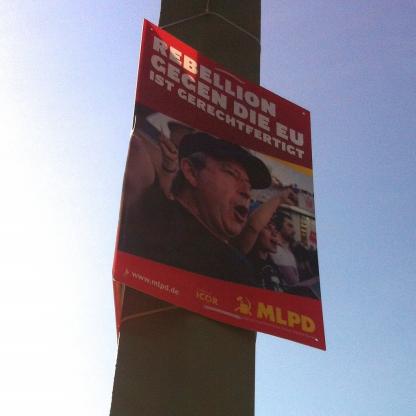 REBELLION
GEGEN DIE EU
IST GERECHTFERTIGT
www.mlpd.de
ICOR
MLPD